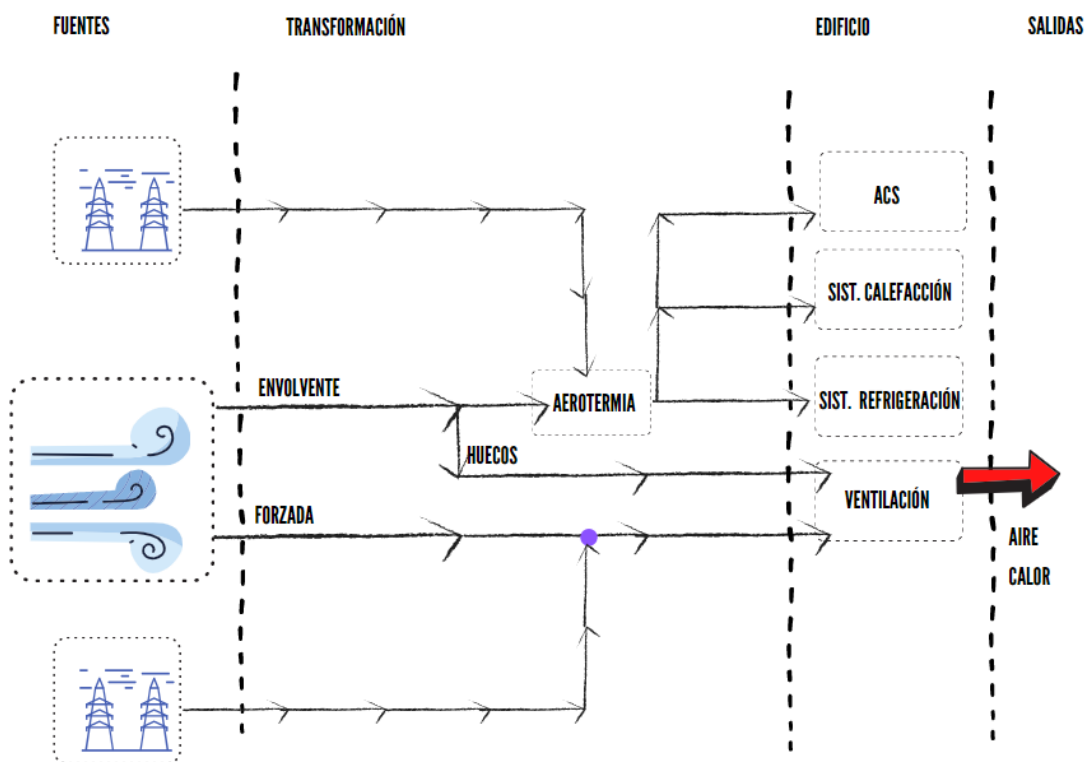 FUENTES
TRANSFORMACIÓN
EDIFICIO
SALIDAS
ACS
SIST. CALEFACCIÓN
ENVOLVENTE
AEROTERMIA
SIST. REFRIGERACIÓN
HUECOS
VENTILACIÓN
FORZADA
AIRE
CALOR